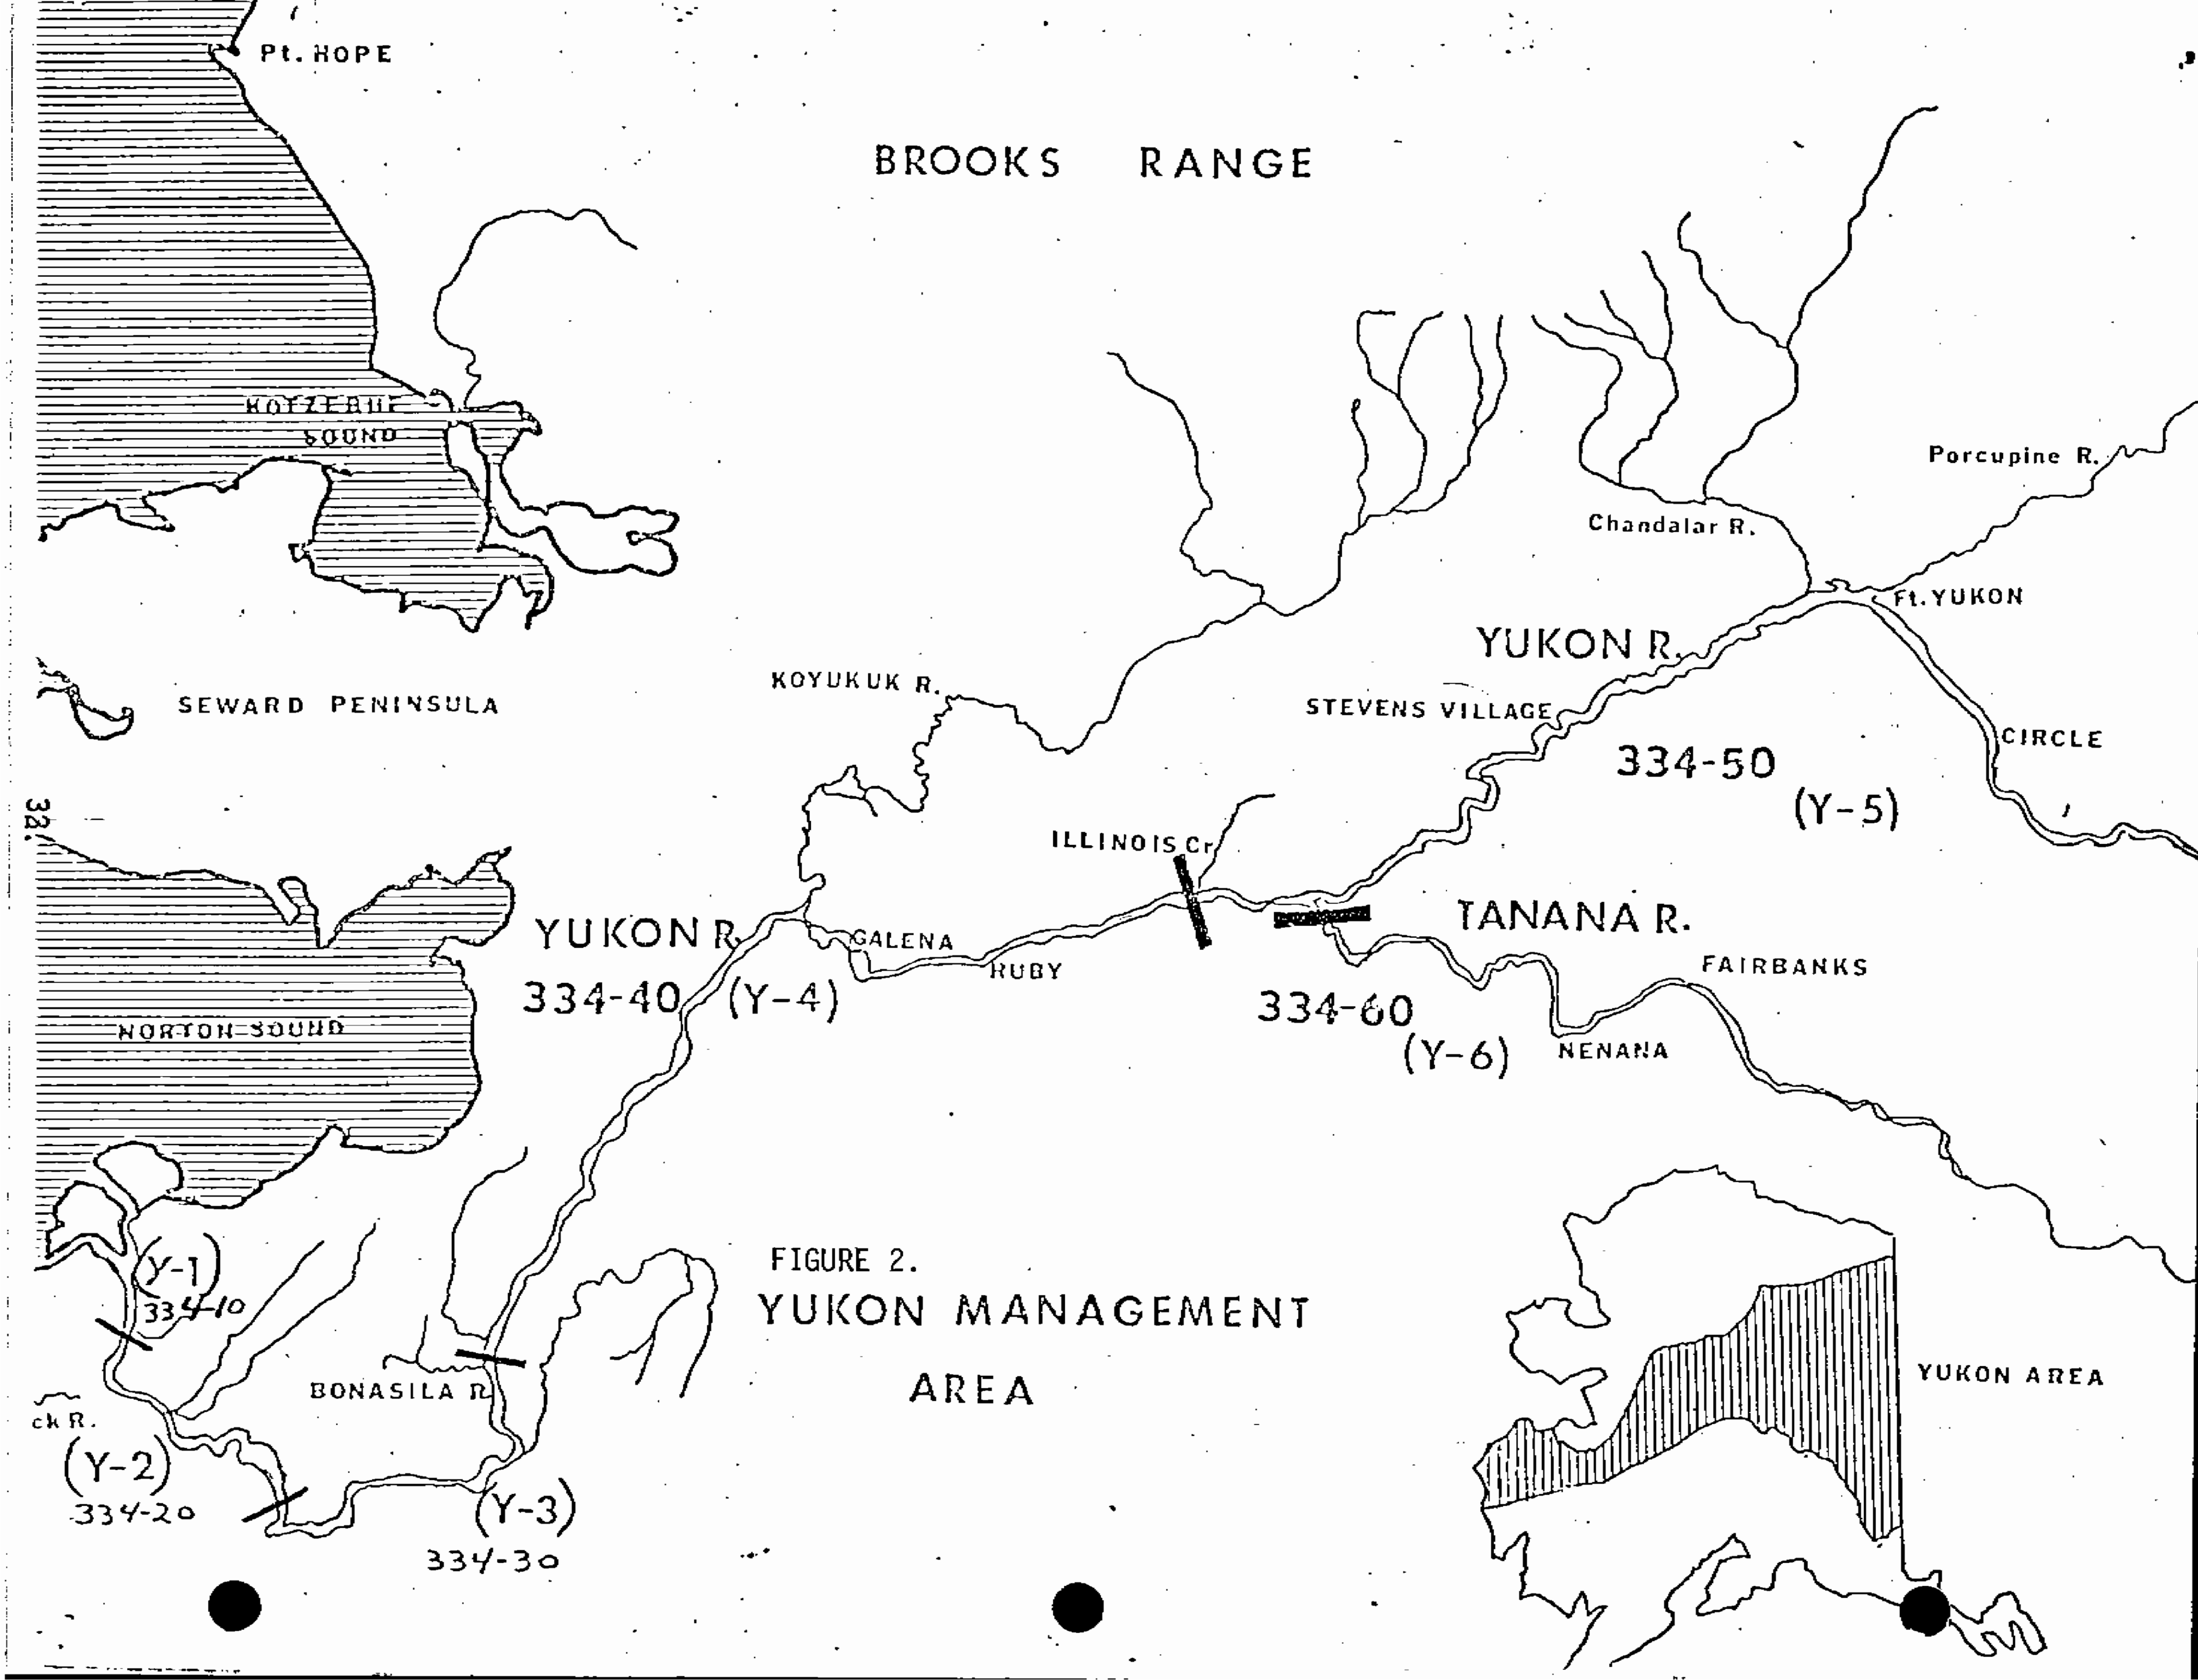 Pt. HOPE
BROOKS RANGE
KOTZEBUE
SOUND
Porcupine R.
Chandalar R.
Ft. YUKON
YUKON R.
KOYUKUK R.
STEVENS VILLAGE
SEWARD PENINSULA
CIRCLE
334-50
(Y-5)
32.
ILLINOIS Cr.
TANANA R.
YUKON R.
GALENA
RUBY
FAIRBANKS
334-40 (Y-4)
334-60
(Y-6)
NENANA
NORTON SOUND
(Y-1)
334-10
FIGURE 2.
YUKON MANAGEMENT
AREA
YUKON AREA
BONASILA R.
ck R.
(Y-2)
334-20
(Y-3)
334-30